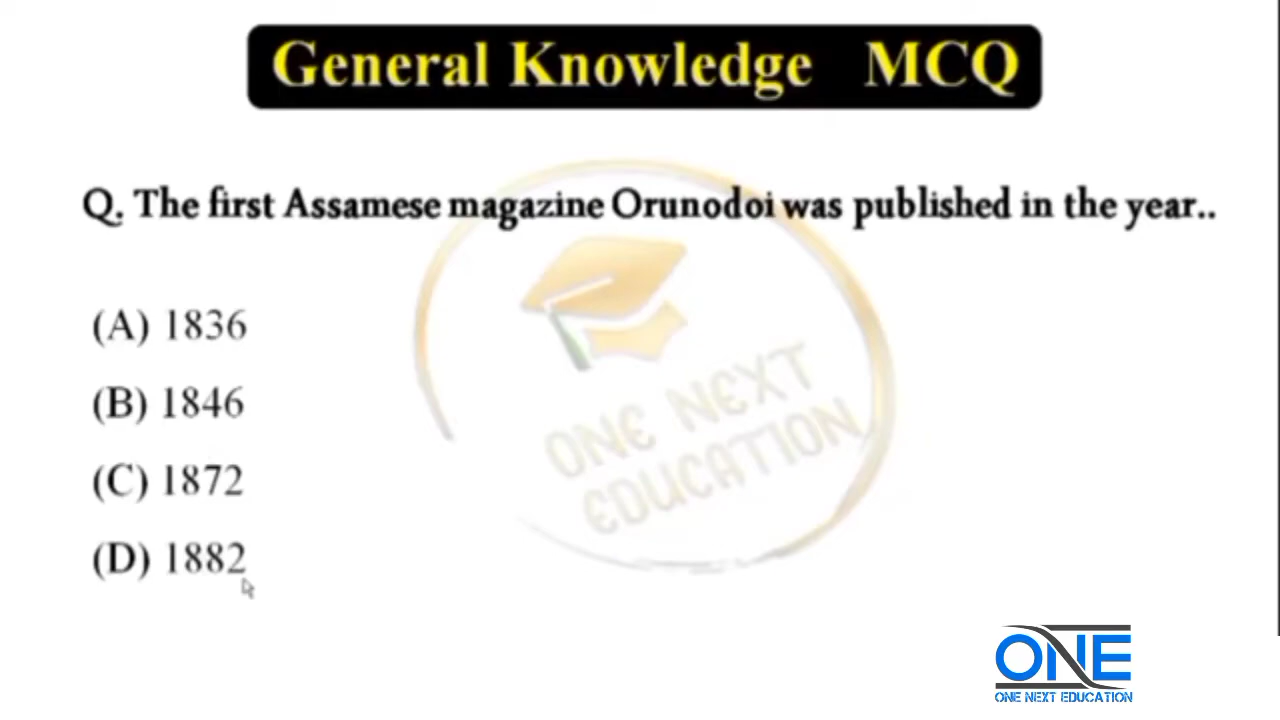 General Knowledge MCQ
Q. The first Assamese magazine Orunodoi was published in the year..
(A) 1836
(B) 1846
(C) 1872
(D) 1882
ONE NEXT
EDUCATION
ONE
ONE NEXT EDUCATION